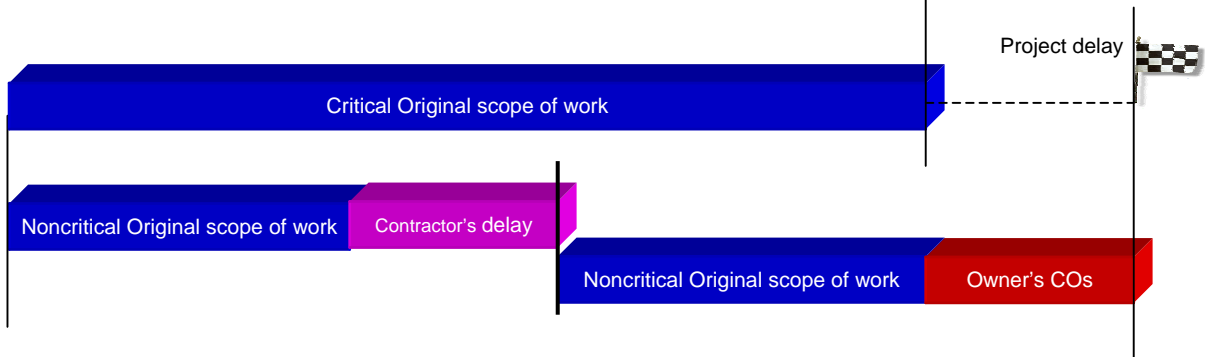 Project delay
Critical Original scope of work
Noncritical Original scope of work
Contractor's delay
Noncritical Original scope of work
Owner's COs